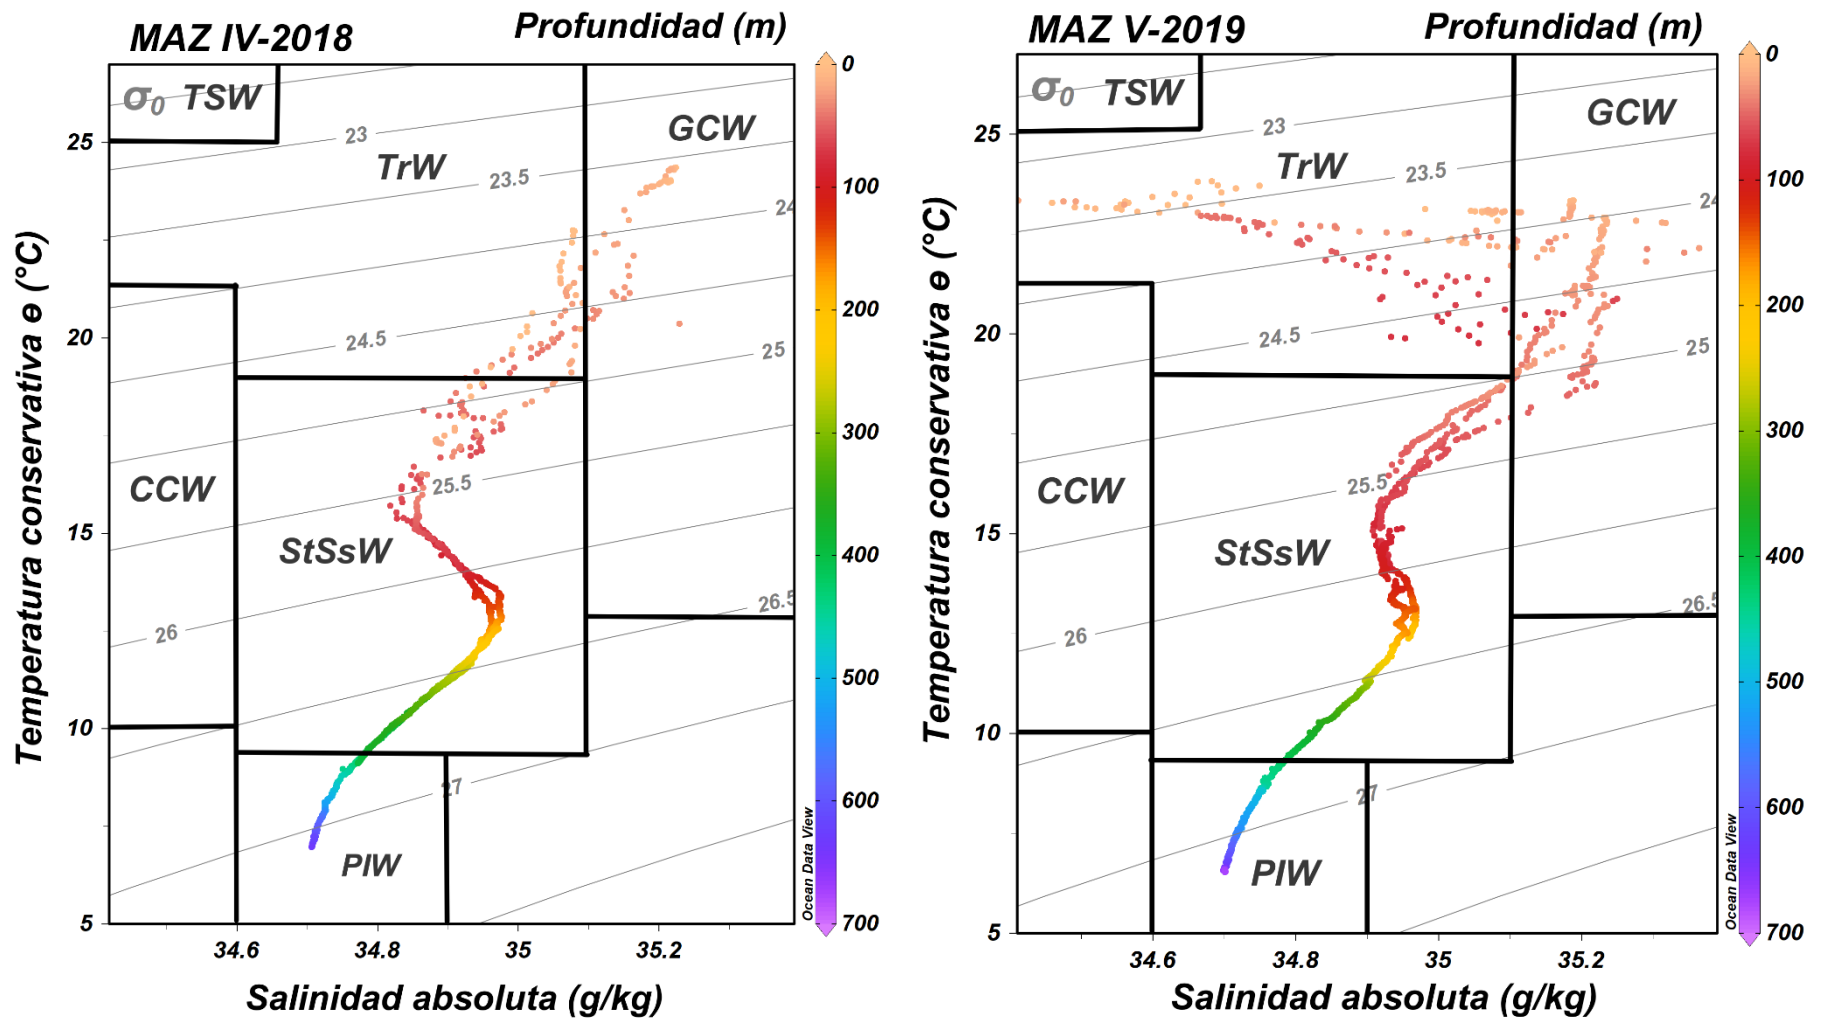 MAZ IV-2018
Profundidad (m)
σ0 TSW
GCW
TrW
CCW
StSsW
PIW
23
23.5
24
24.5
25
25.5
26
26.5
27
25
20
15
10
5
34.6
34.8
35
35.2
Temperatura conservativa ɵ (°C)
Salinidad absoluta (g/kg)
Ocean Data View
0
100
200
300
400
500
600
700
MAZ V-2019
Profundidad (m)
σ0 TSW
GCW
TrW
CCW
StSsW
PIW
23
23.5
24
24.5
25
25.5
26
26.5
27
25
20
15
10
5
34.6
34.8
35
35.2
Temperatura conservativa ɵ (°C)
Salinidad absoluta (g/kg)
Ocean Data View
0
100
200
300
400
500
600
700